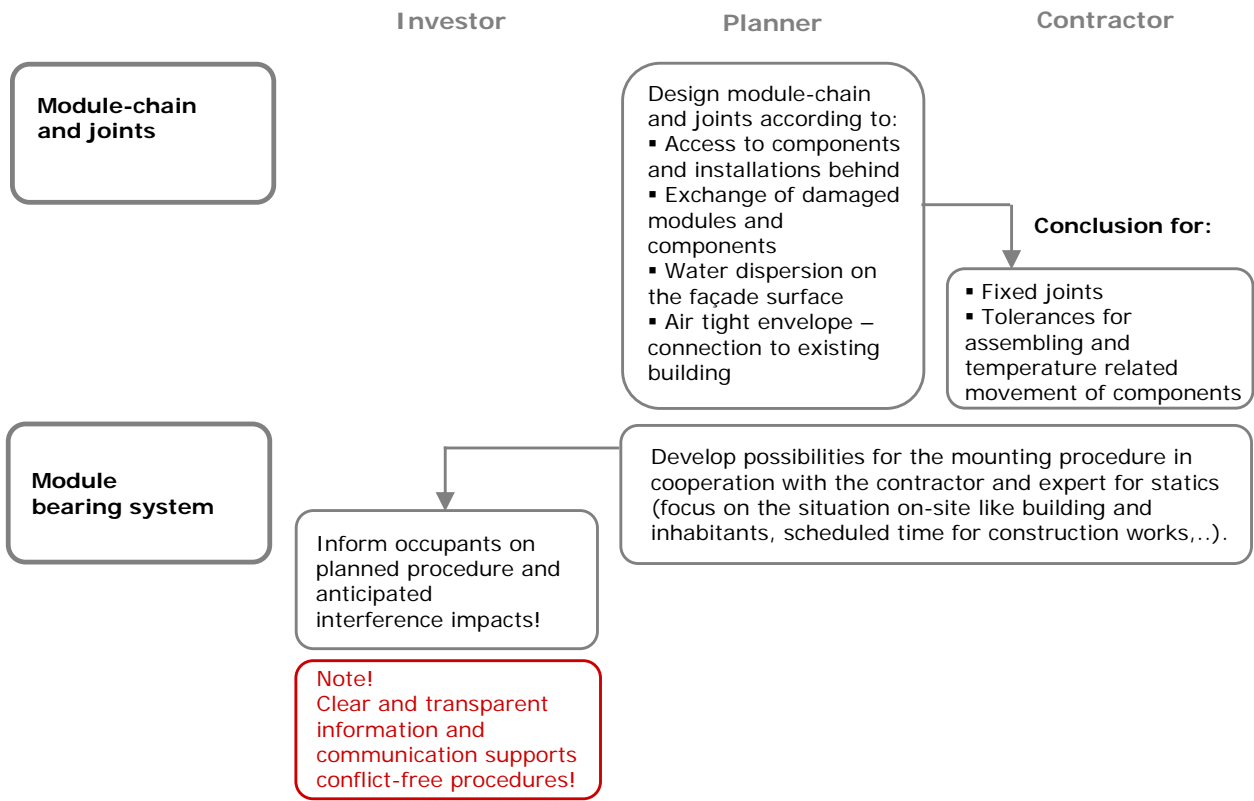 Investor
Planner
Contractor
Module-chain
and joints
Design module-chain
and joints according to:
▪ Access to components
and installations behind
▪ Exchange of damaged
modules and
components
▪ Water dispersion on
the façade surface
▪ Air tight envelope –
connection to existing
building
Conclusion for:
▪ Fixed joints
▪ Tolerances for
assembling and
temperature related
movement of components
Module
bearing system
Develop possibilities for the mounting procedure in
cooperation with the contractor and expert for statics
(focus on the situation on-site like building and
inhabitants, scheduled time for construction works,..).
Inform occupants on
planned procedure and
anticipated
interference impacts!
Note!
Clear and transparent
information and
communication supports
conflict-free procedures!